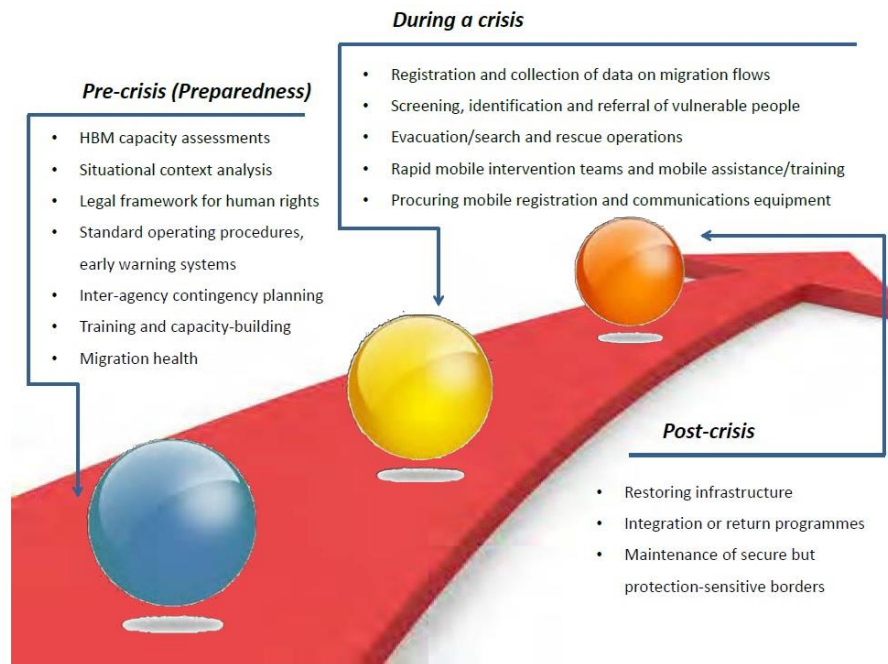 Pre-crisis (Preparedness)
• HBM capacity assessments
• Situational context analysis
• Legal framework for human rights
• Standard operating procedures,
early warning systems
• Inter-agency contingency planning
• Training and capacity-building
• Migration health
During a crisis
• Registration and collection of data on migration flows
• Screening, identification and referral of vulnerable people
• Evacuation/search and rescue operations
• Rapid mobile intervention teams and mobile assistance/training
• Procuring mobile registration and communications equipment
Post-crisis
• Restoring infrastructure
• Integration or return programmes
• Maintenance of secure but
protection-sensitive borders